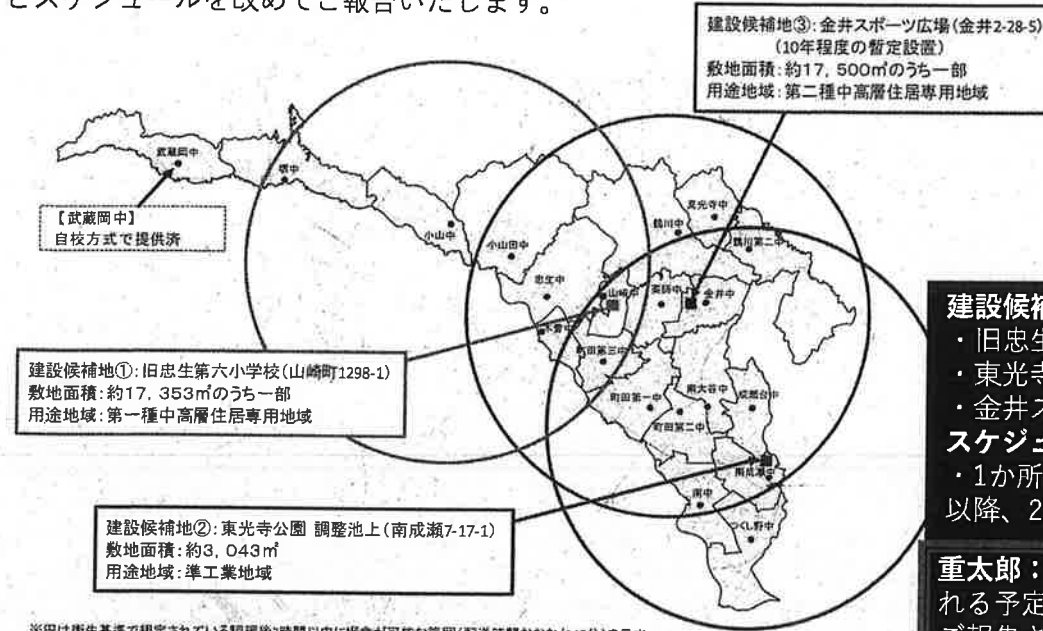 とスケジュールを改めてご報告いたします。
建設候補地③：金井スポーツ広場（金井2-28-5）
（10年程度の暫定設置）
敷地面積：約17, 500㎡のうち一部
用途地域：第二種中高層住居専用地域
武蔵岡中
堺中
【武蔵岡中】
自校方式で提供済
小山中
小山田中
忠生中
山崎中
木曽中
町田第三中
鶴川中
真光寺中
鶴川第二中
薬師中
金井中
町田第一中
町田第二中
南大谷中
成瀬台中
南成瀬中
南中
つくし野中
建設候補地①：旧忠生第六小学校（山崎町1298-1）
敷地面積：約17, 353㎡のうち一部
用途地域：第一種中高層住居専用地域
建設候補地②：東光寺公園 調整池上（南成瀬7-17-1）
敷地面積：約3, 043㎡
用途地域：準工業地域
建設候補
・旧忠生
・東光寺
・金井ス
スケジュ
・1か所
以降、2
重太郎：
れる予定